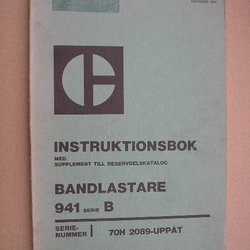 INSTRUKTIONSBOK
MED
SUPPLEMENT TILL RESERVDELSKATALOG
BANDLASTARE
941 SERIE B
SERIE-
NUMMER 70H 2089-UPPÅT